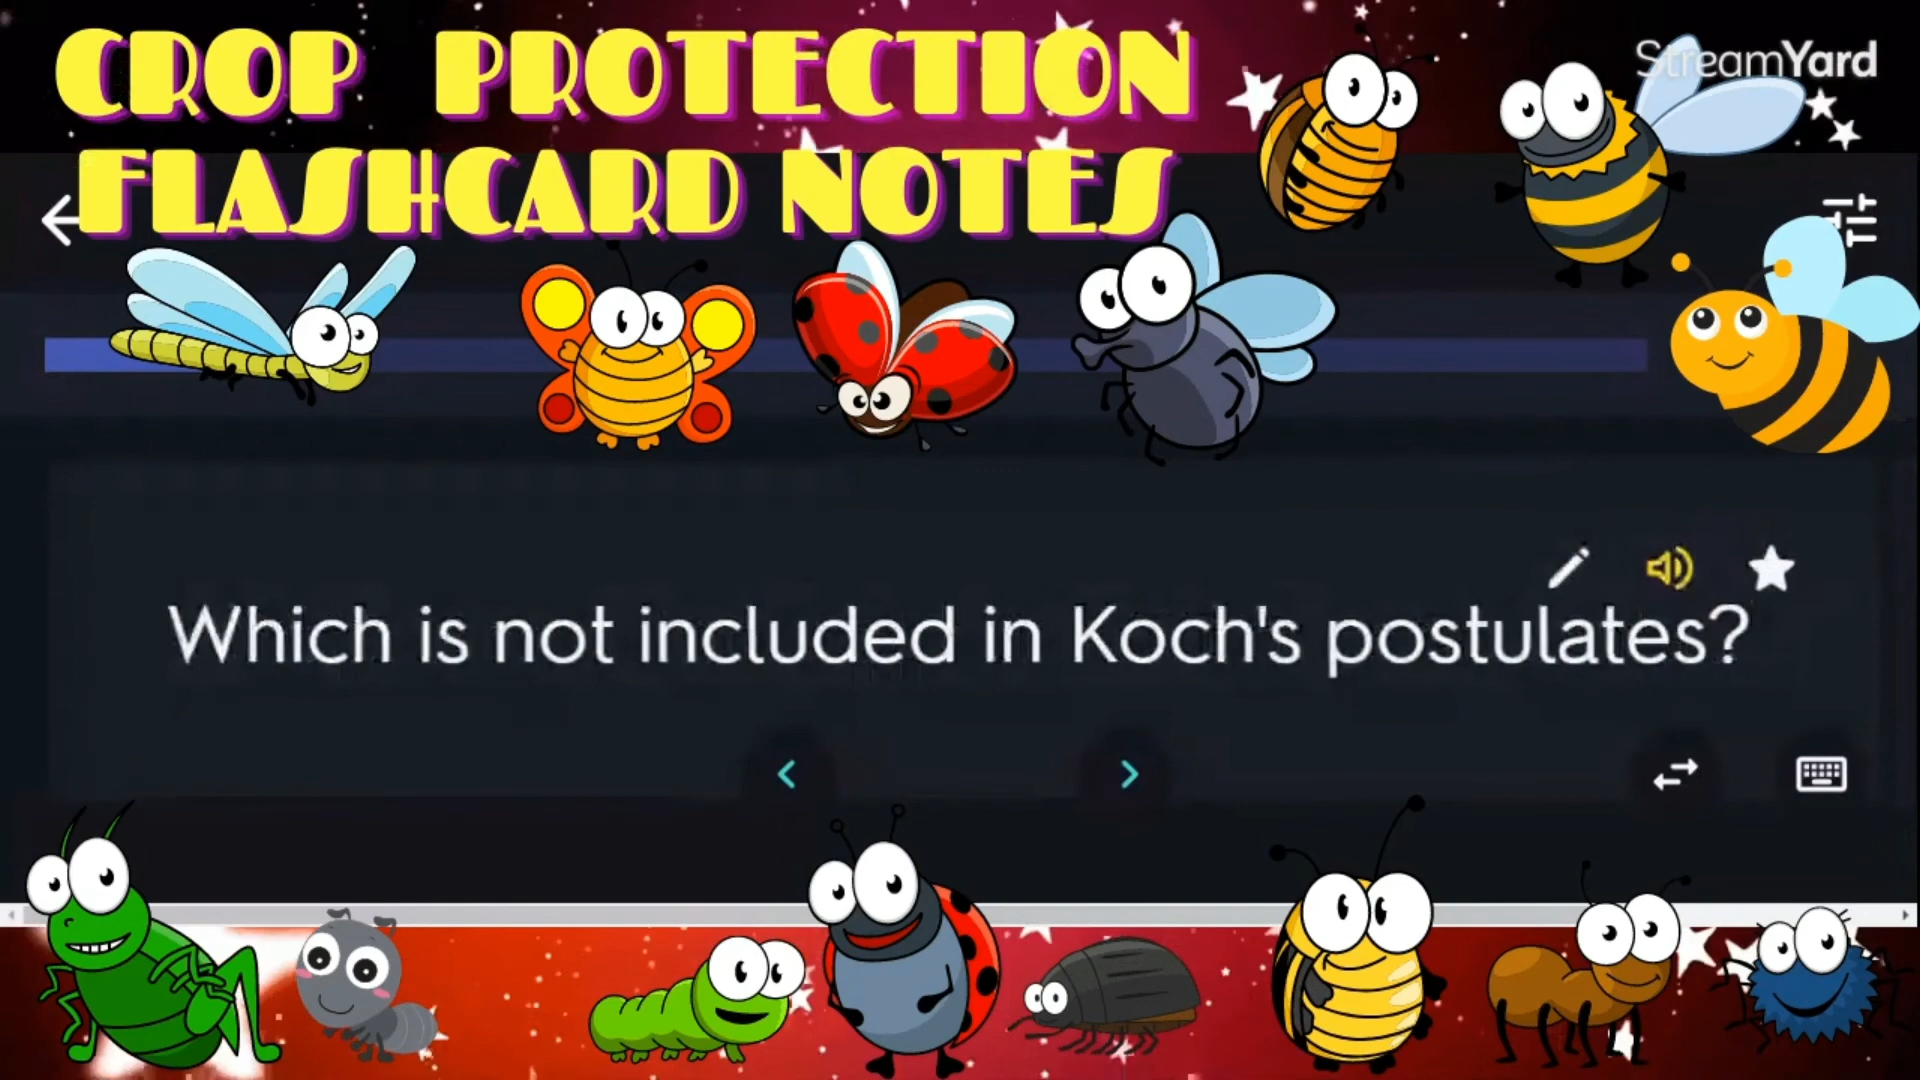 CROP PROTECTION
StreamYard
FLASHCARD NOTES
Which is not included in Koch's postulates?